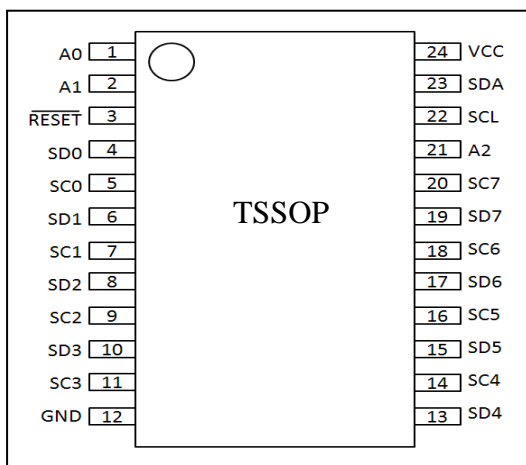 A0 1 24 VCC
A1 2 23 SDA
RESET 3 22 SCL
SD0 4 21 A2
SC0 5 20 SC7
SD1 6 TSSOP 19 SD7
SC1 7 18 SC6
SD2 8 17 SD6
SC2 9 16 SC5
SD3 10 15 SD5
SC3 11 14 SC4
GND 12 13 SD4